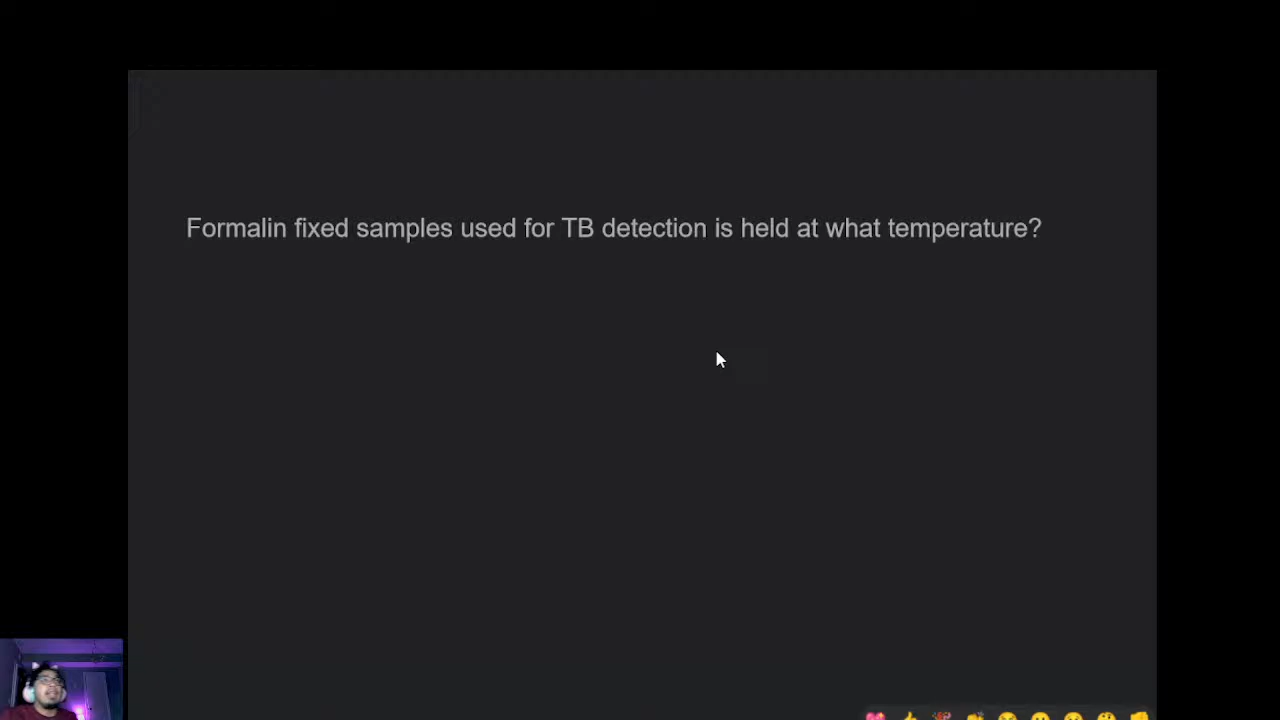 Formalin fixed samples used for TB detection is held at what temperature?